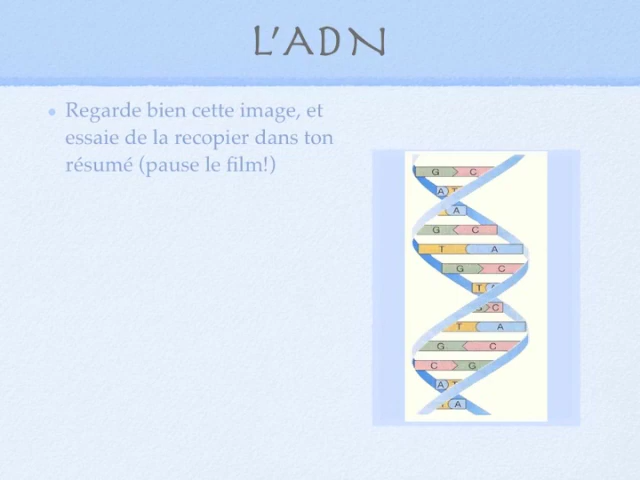 L'ADN
• Regarde bien cette image, et
essaie de la recopier dans ton
résumé (pause le film!)
G C
A T
A
G C
T A
G C
T A
G C
T A
G C
C G
A T
T A